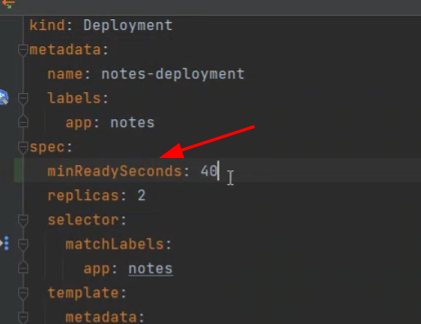 kind: Deployment
metadata:
  name: notes-deployment
  labels:
    app: notes
spec:
  minReadySeconds: 40
  replicas: 2
  selector:
    matchLabels:
      app: notes
  template:
    metadata: